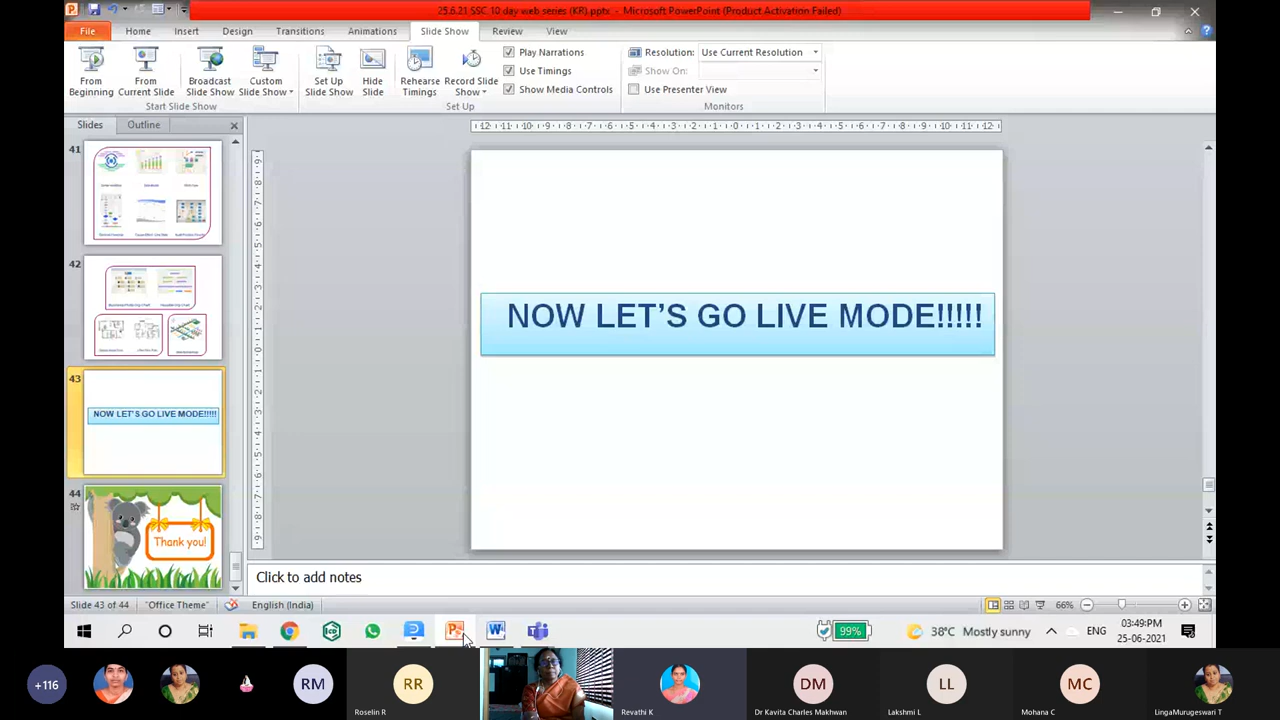 25.6.21 SSC 10 day web series (KR).pptx - Microsoft PowerPoint (Product Activation Failed)
File Home Insert Design Transitions Animations Slide Show Review View
From Beginning
From Current Slide
Broadcast Slide Show
Custom Slide Show
Set Up Slide Show
Hide Slide
Rehearse Timings
Record Slide Show
Play Narrations
Use Timings
Show Media Controls
Resolution: Use Current Resolution
Show On:
Use Presenter View
Start Slide Show
Set Up
Monitors
Slides Outline
41
42
43
NOW LET'S GO LIVE MODE!!!!!
44
Thank you!
NOW LET’S GO LIVE MODE!!!!!
Click to add notes
Slide 43 of 44 "Office Theme" English (India) 66%
99% 38°C Mostly sunny ENG
03:49 PM
25-06-2021
+116 RM RR DM LL MC
Roselin R
Revathi K
Dr Kavita Charles Makhwan
Lakshmi L
Mohana C
LingaMurugeswari T